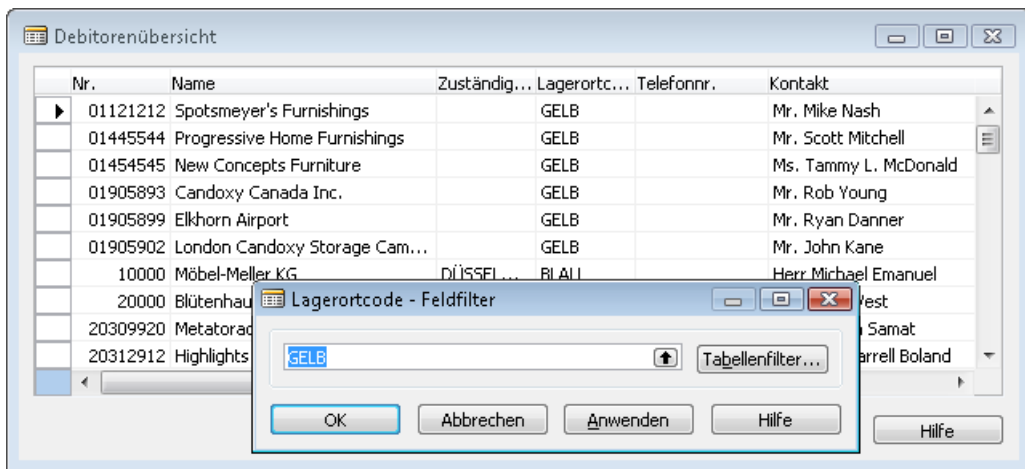 Debitorenübersicht
Nr. Name Zuständig... Lagerortc... Telefonnr. Kontakt
01121212 Spotsmeyer's Furnishings GELB Mr. Mike Nash
01445544 Progressive Home Furnishings GELB Mr. Scott Mitchell
01454545 New Concepts Furniture GELB Ms. Tammy L. McDonald
01905893 Candoxy Canada Inc. GELB Mr. Rob Young
01905899 Elkhorn Airport GELB Mr. Ryan Danner
01905902 London Candoxy Storage Cam... GELB Mr. John Kane
10000 Möbel-Meller KG DÜSSEL... BLAU Herr Michael Emanuel
20000 Blütenhau
20309920 Metatorad Samat
20312912 Highlights arrell Boland
Lagerortcode - Feldfilter
GELB Tabellenfilter...
OK Abbrechen Anwenden Hilfe
Hilfe